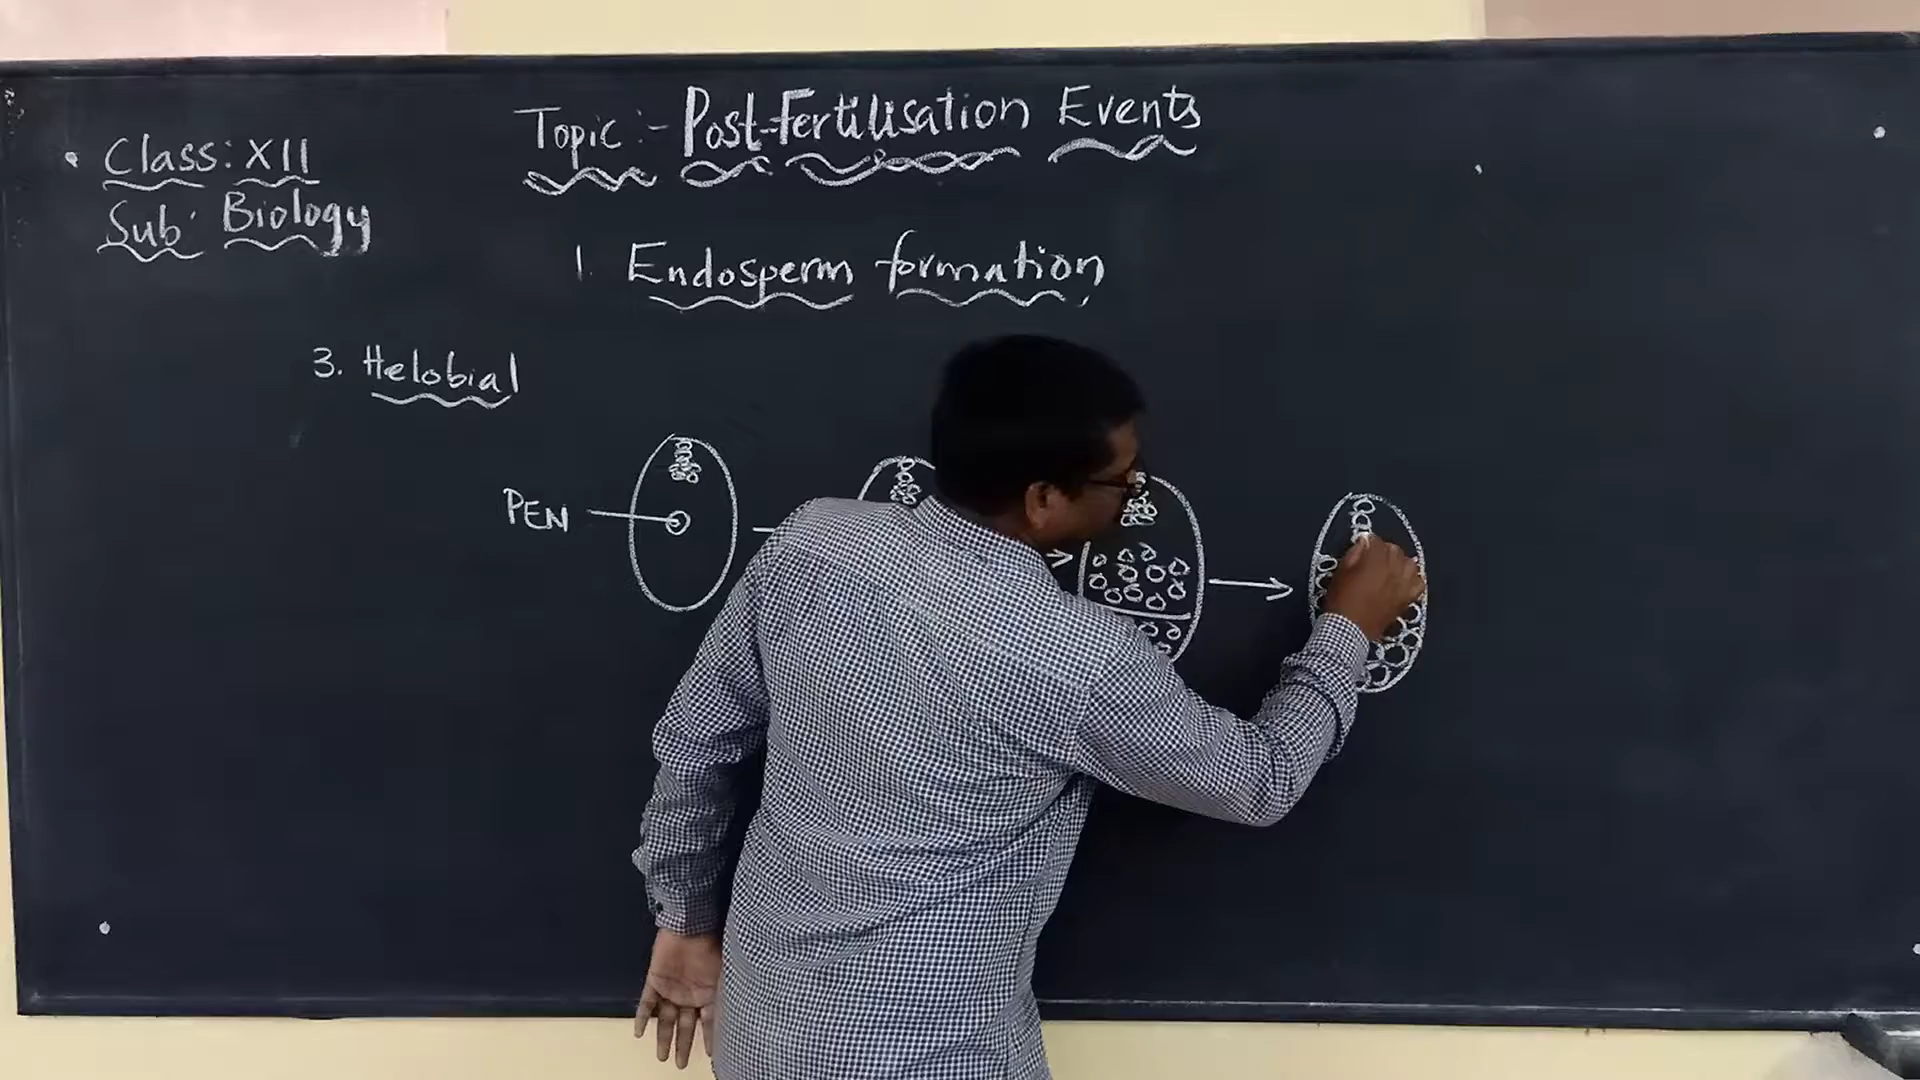 Class: XII
Sub: Biology
Topic :- Post-Fertilisation Events
1. Endosperm formation
3. Helobial
PEN